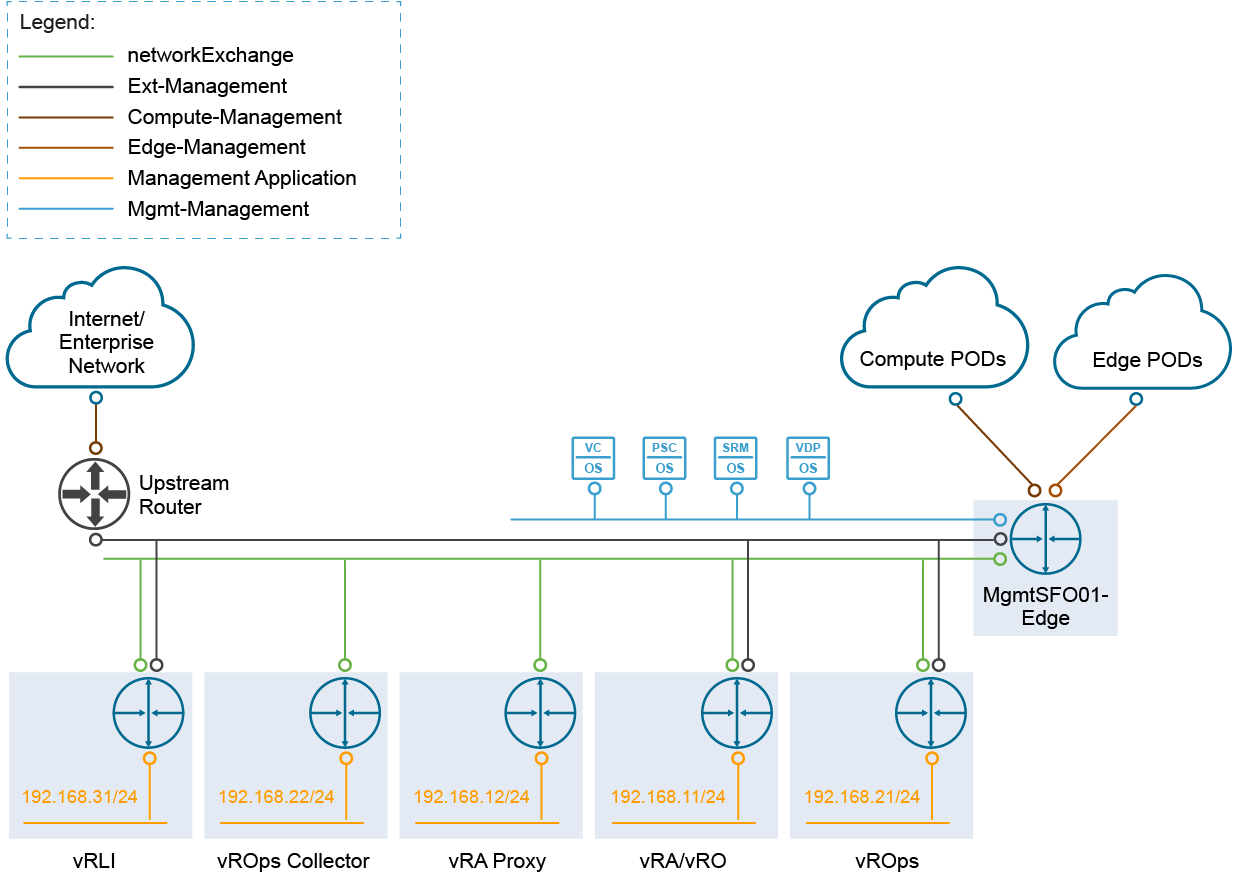 Legend:
networkExchange
Ext-Management
Compute-Management
Edge-Management
Management Application
Mgmt-Management
Internet/
Enterprise
Network
Compute PODs
Edge PODs
VC
OS
PSC
OS
SRM
OS
VDP
OS
Upstream
Router
MgmtSFO01-
Edge
192.168.31/24
192.168.22/24
192.168.12/24
192.168.11/24
192.168.21/24
vRLI
vROps Collector
vRA Proxy
vRA/vRO
vROps